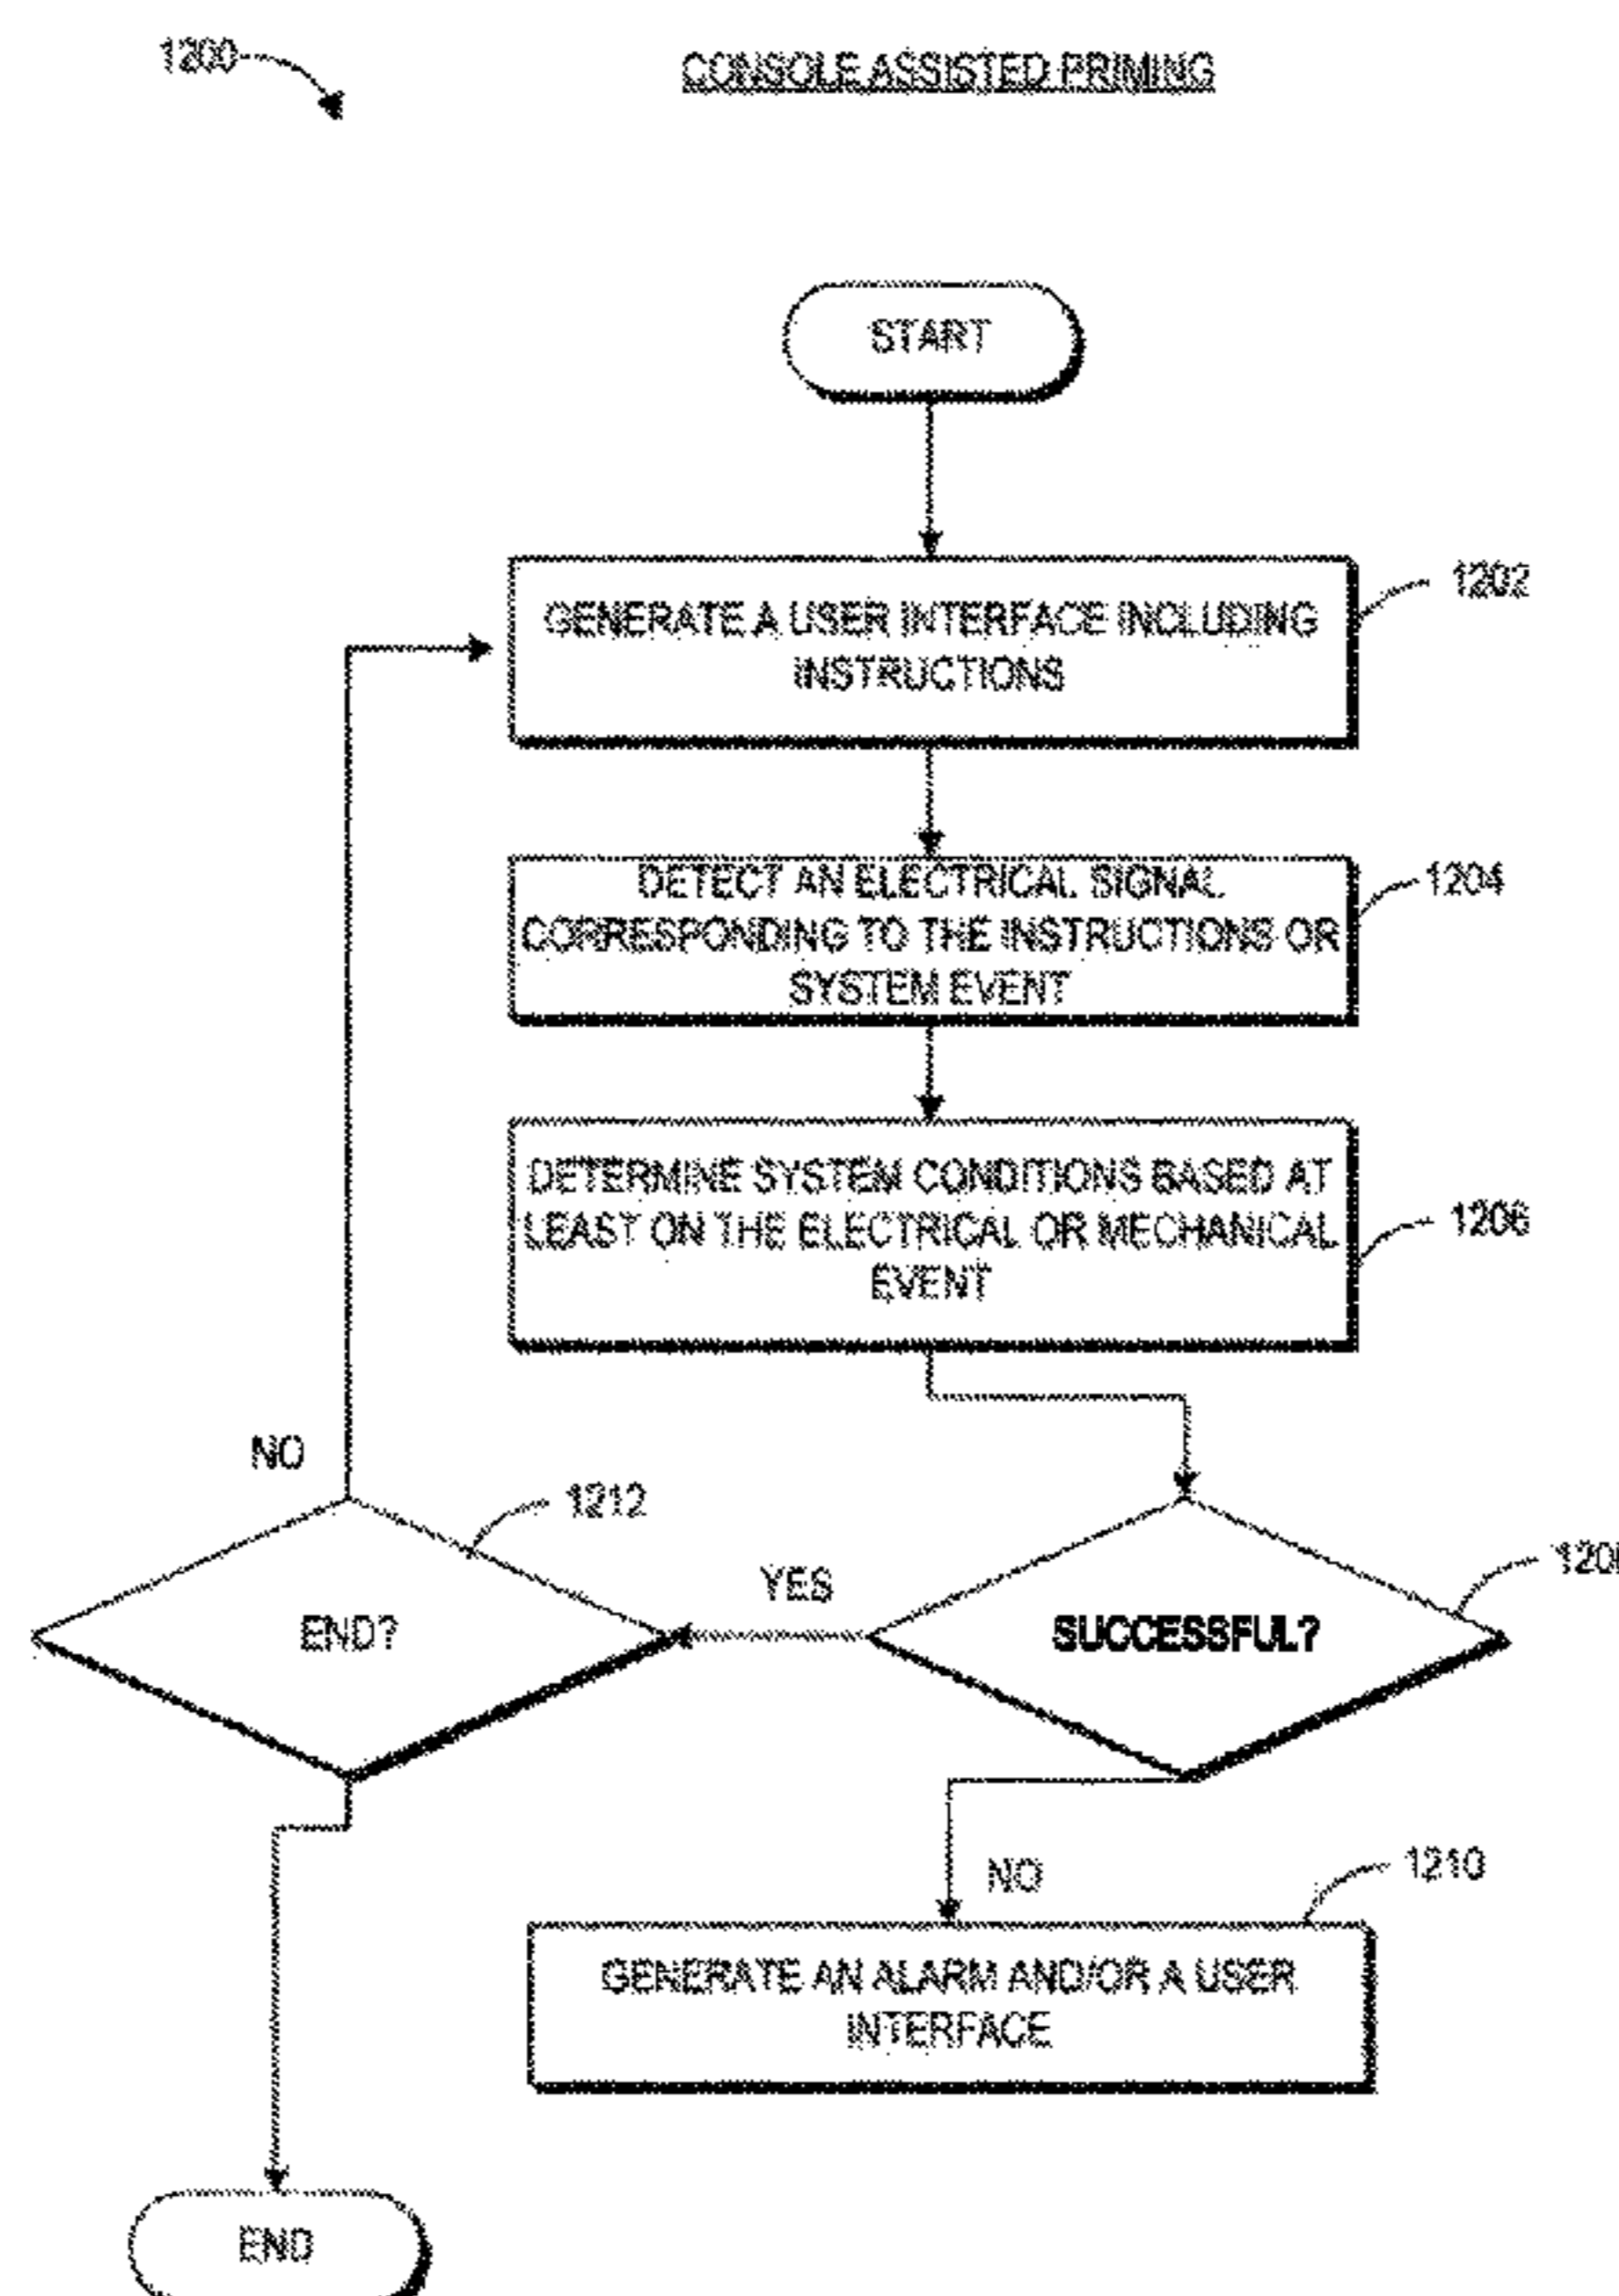 1200
CONSOLE ASSISTED PRIMING
START
GENERATE A USER INTERFACE INCLUDING
INSTRUCTIONS
1202
DETECT AN ELECTRICAL SIGNAL
CORRESPONDING TO THE INSTRUCTIONS OR
SYSTEM EVENT
1204
DETERMINE SYSTEM CONDITIONS BASED AT
LEAST ON THE ELECTRICAL OR MECHANICAL
EVENT
1206
NO
1212
END?
YES
SUCCESSFUL?
NO
1210
GENERATE AN ALARM AND/OR A USER
INTERFACE
END